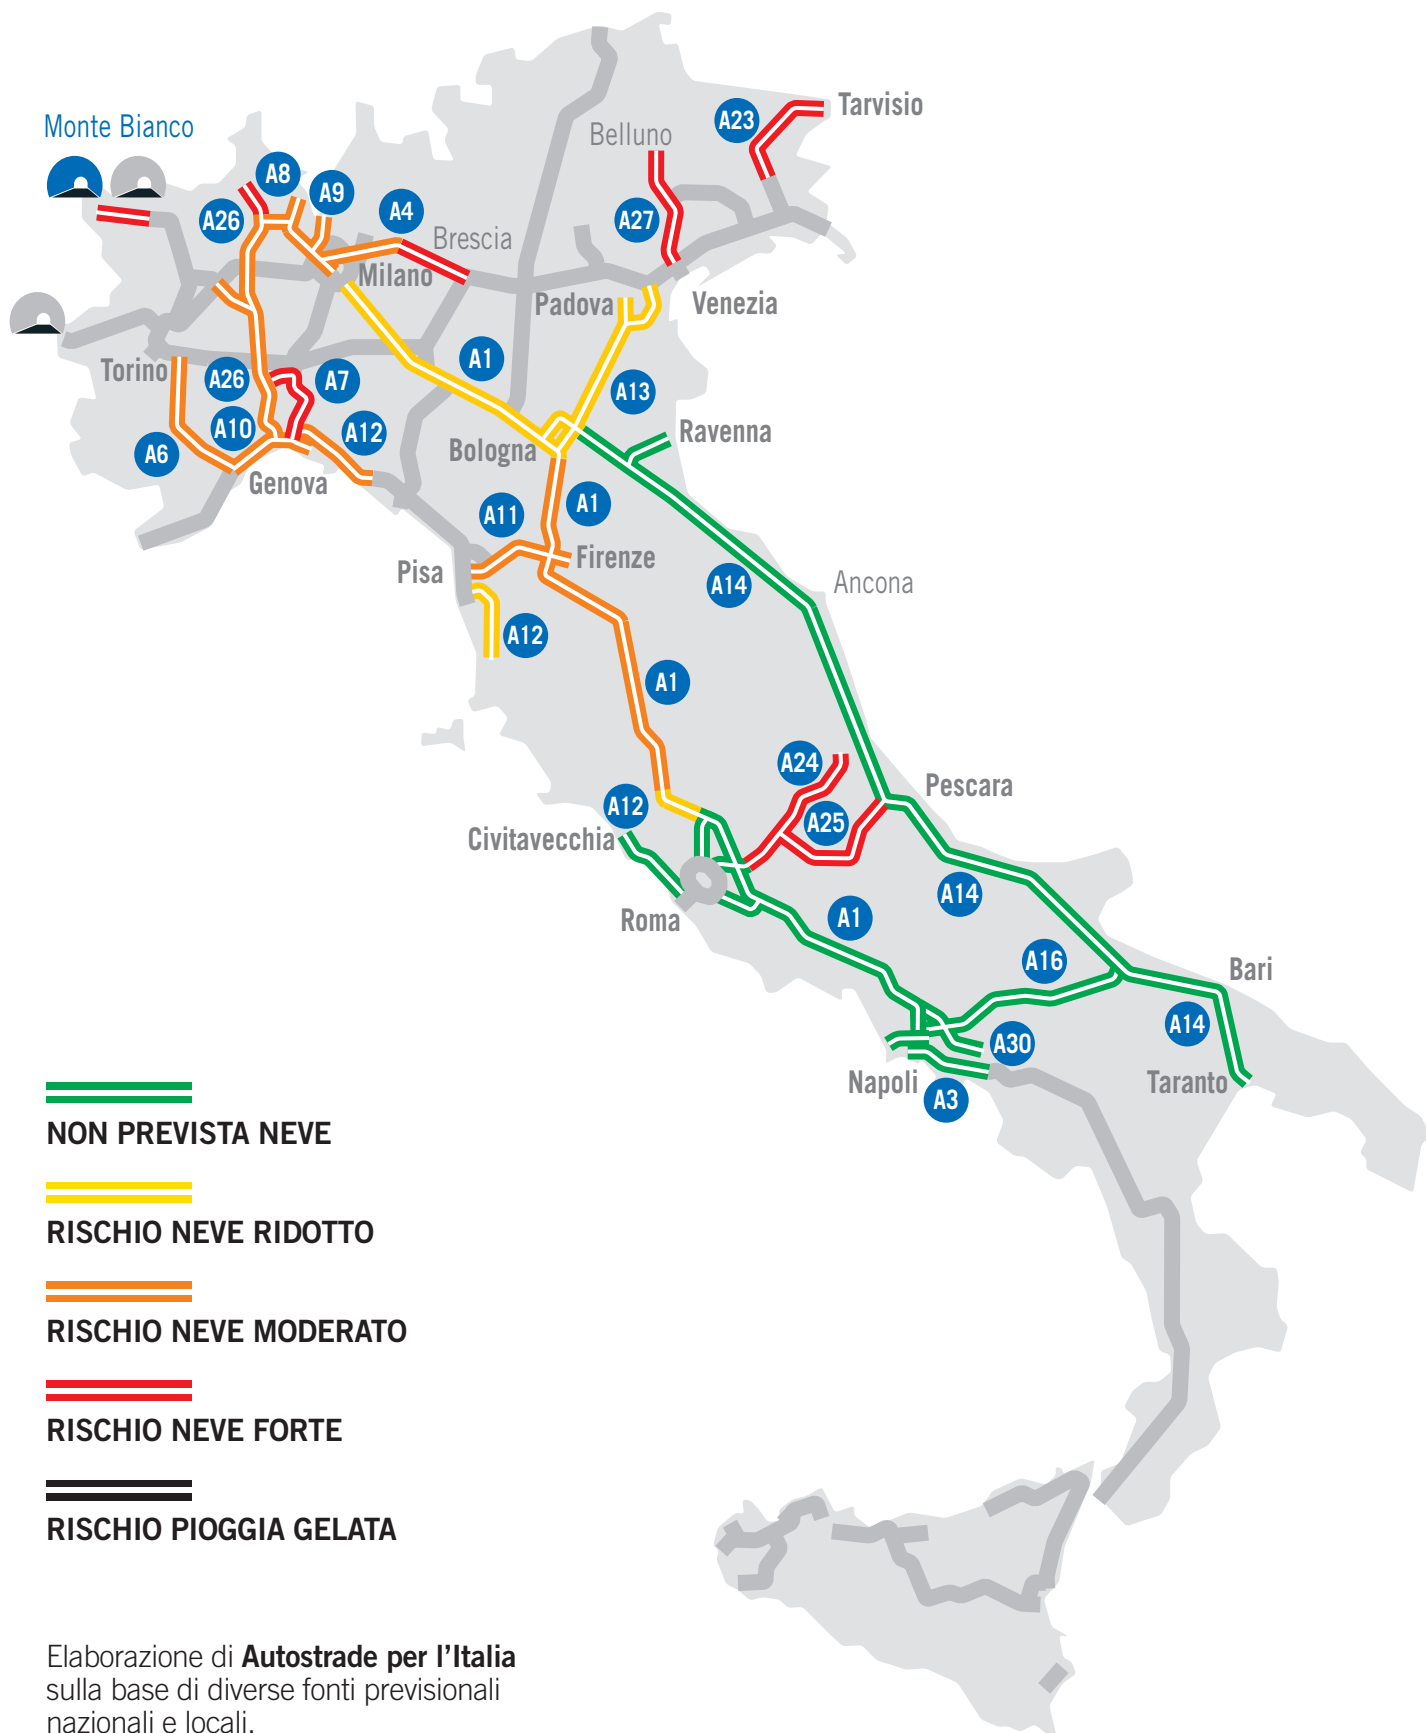 Tarvisio
A23
Monte Bianco
Belluno
A8
A9
A4
A26
A27
Brescia
Milano
Padova
Venezia
A1
Torino
A26
A7
A13
A10
A12
Ravenna
A6
Bologna
Genova
A11
A1
Pisa
Firenze
A14
Ancona
A12
A1
A24
Pescara
A12
A25
Civitavecchia
A14
Roma
A1
A16
Bari
A14
A30
Napoli
Taranto
A3
NON PREVISTA NEVE
RISCHIO NEVE RIDOTTO
RISCHIO NEVE MODERATO
RISCHIO NEVE FORTE
RISCHIO PIOGGIA GELATA
Elaborazione di Autostrade per l'Italia
sulla base di diverse fonti previsionali
nazionali e locali.